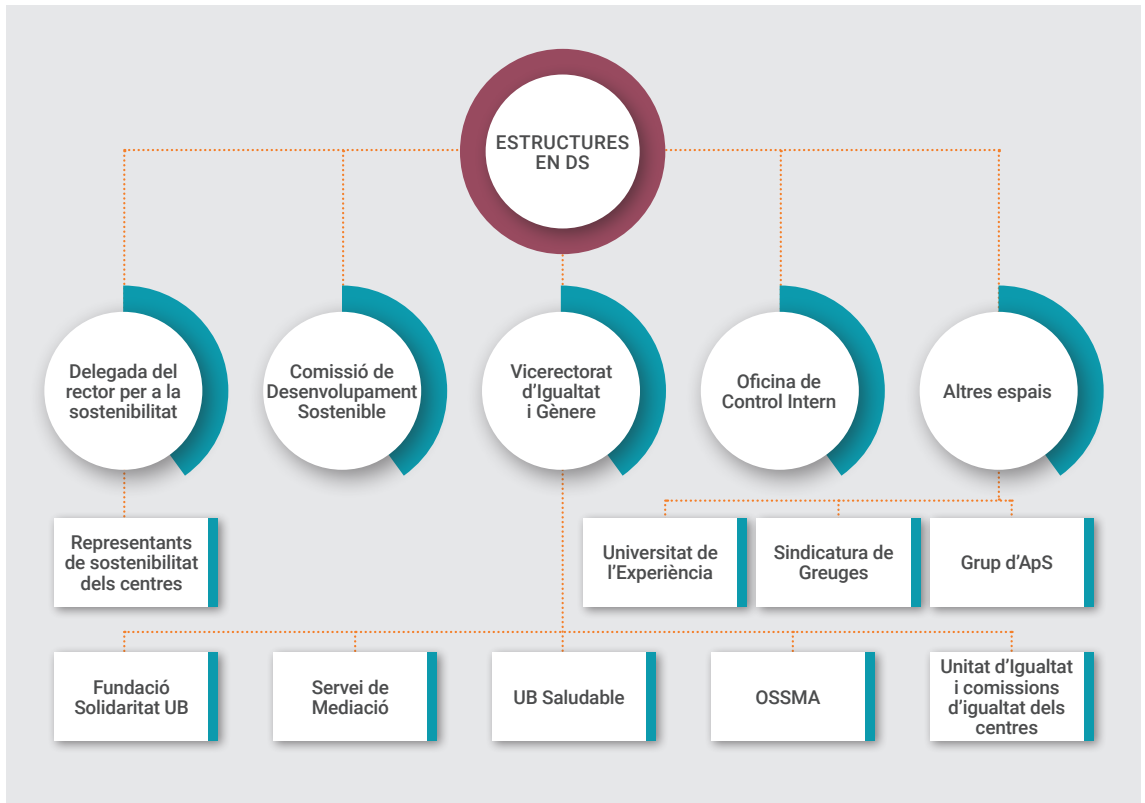 ESTRUCTURES
EN DS
Delegada del
rector per a la
sostenibilitat
Comissió de
Desenvolupament
Sostenible
Vicerectorat
d’Igualtat
i Gènere
Oficina de
Control Intern
Altres espais
Representants
de sostenibilitat
dels centres
Universitat de
l’Experiència
Sindicatura de
Greuges
Grup d’ApS
Fundació
Solidaritat UB
Servei de
Mediació
UB Saludable
OSSMA
Unitat d’Igualtat
i comissions
d’igualtat dels
centres